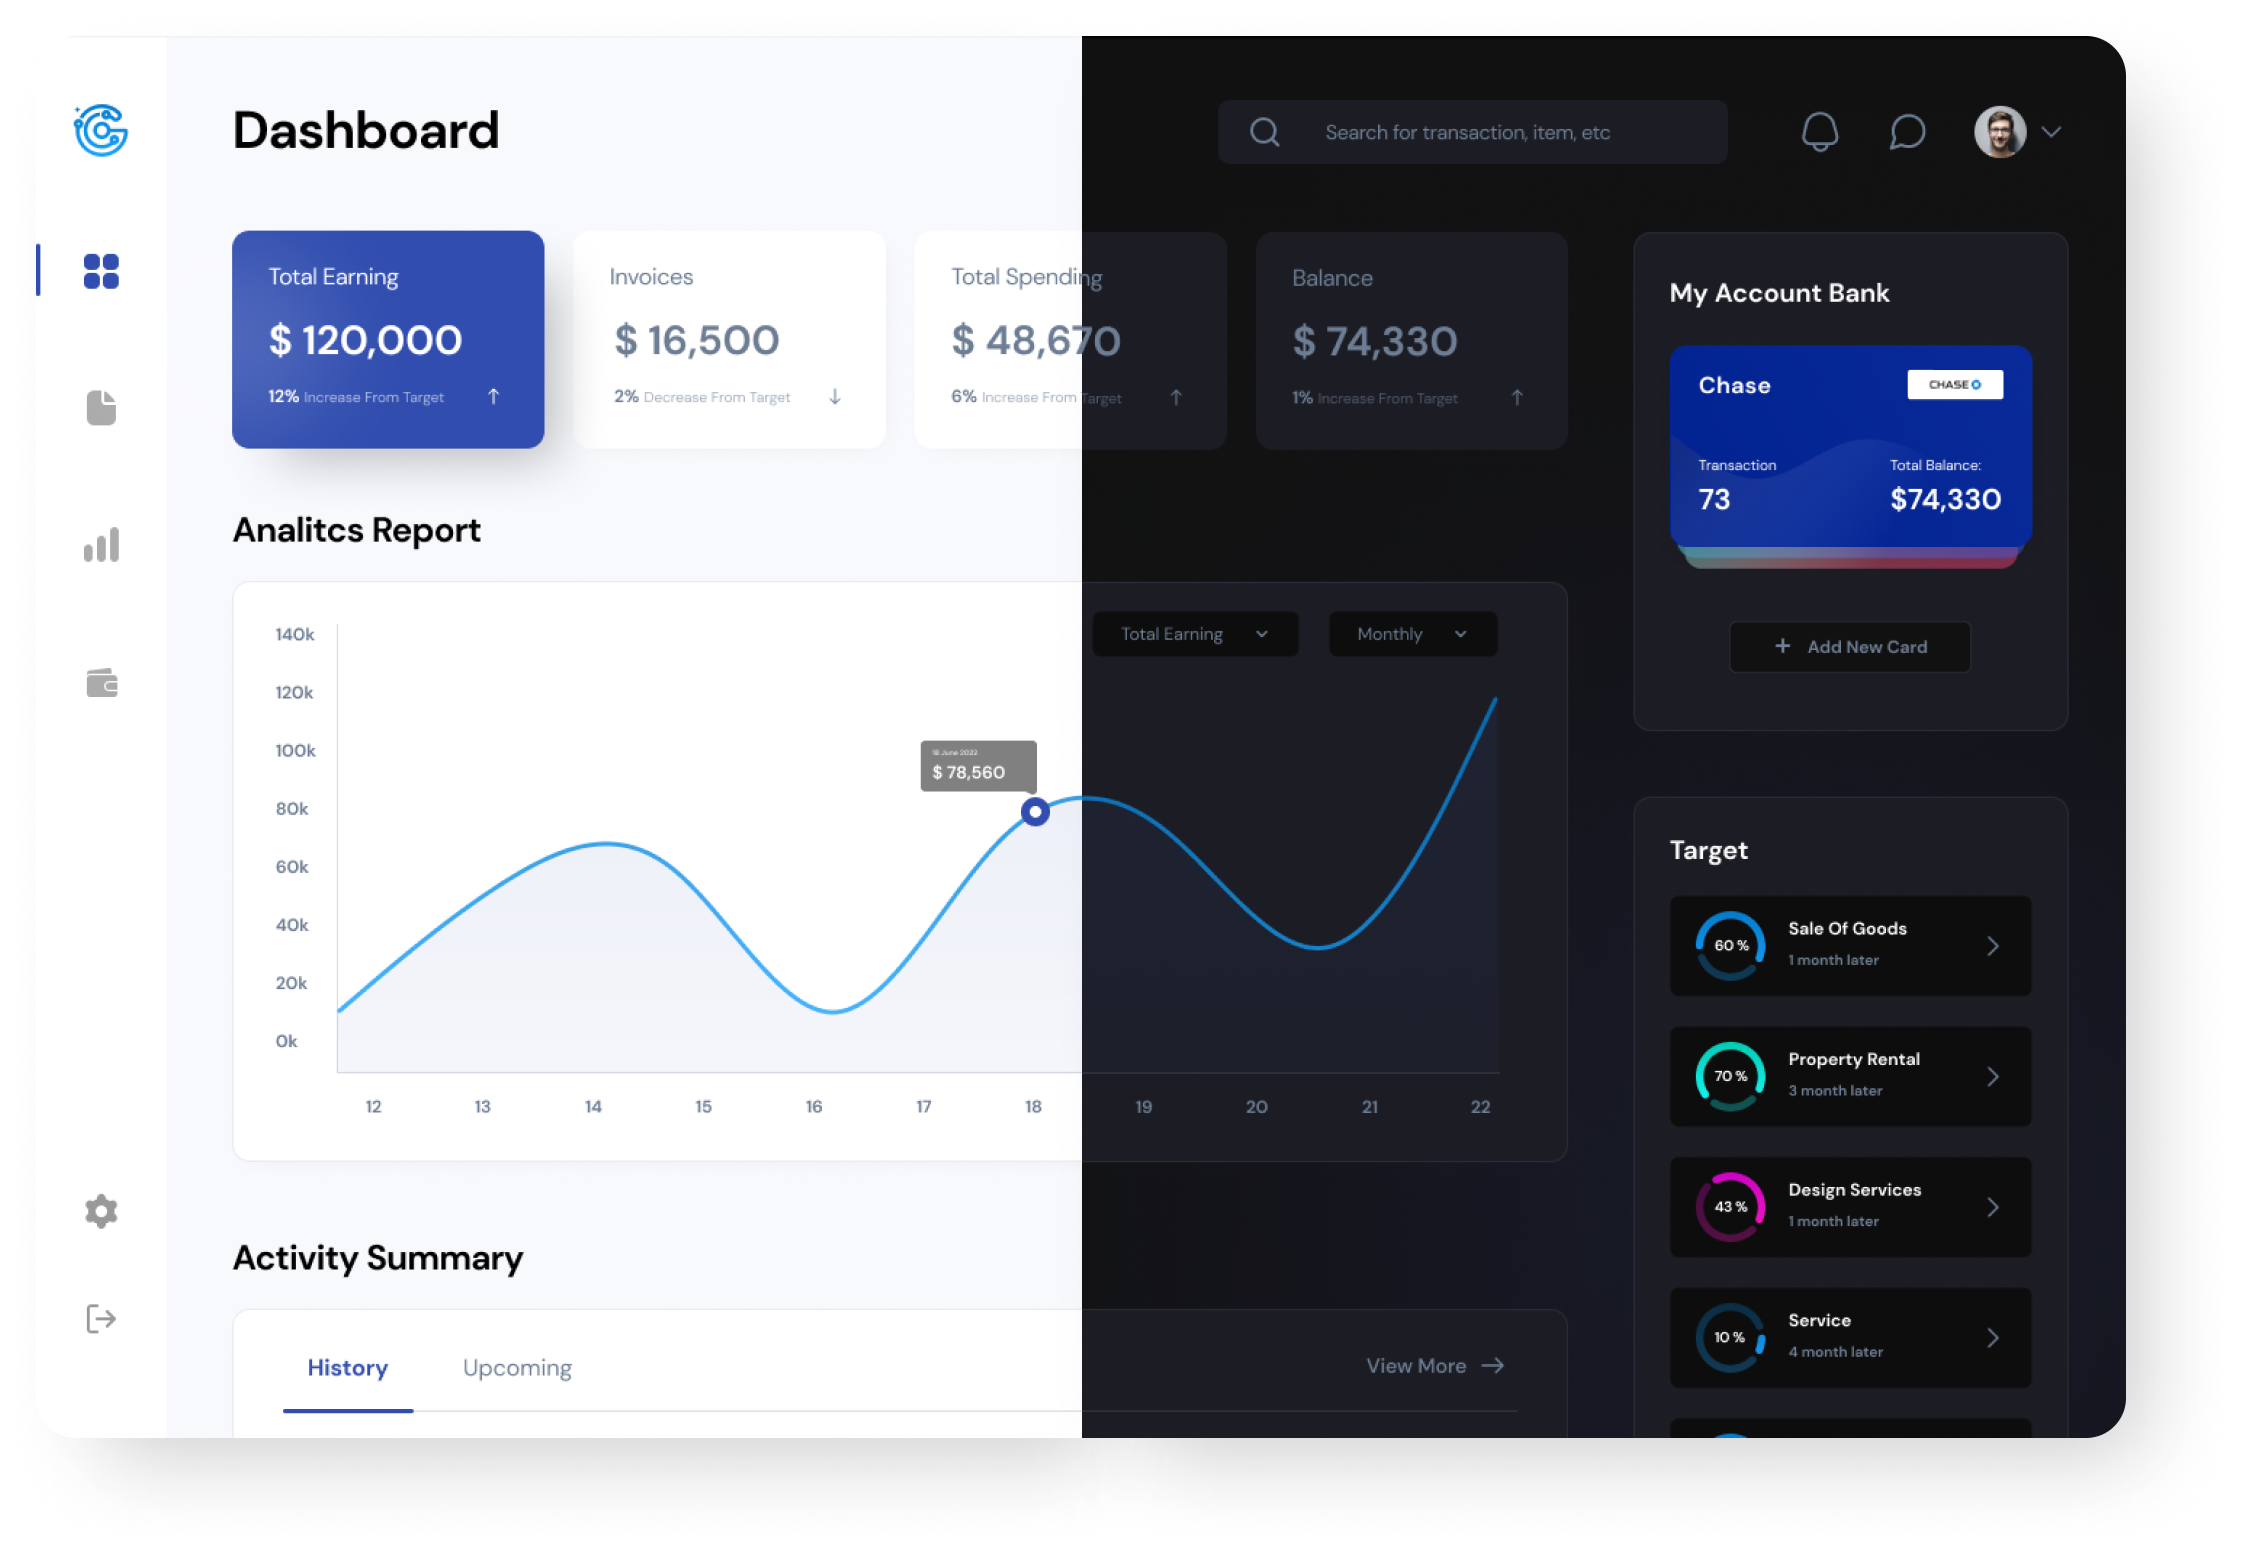 Dashboard
Search for transaction, item, etc
Total Earning
$ 120,000
12% Increase From Target
Invoices
$ 16,500
2% Decrease From Target
Total Spending
$ 48,670
6% Increase From Target
Balance
$ 74,330
1% Increase From Target
My Account Bank
Chase
CHASE
Transaction
73
Total Balance:
$74,330
+ Add New Card
Analitcs Report
Total Earning
Monthly
140k
120k
100k
80k
60k
40k
20k
0k
18 June 2022
$ 78,560
12 13 14 15 16 17 18 19 20 21 22
Target
60 %
Sale Of Goods
1 month later
70 %
Property Rental
3 month later
43 %
Design Services
1 month later
10 %
Service
4 month later
Activity Summary
History
Upcoming
View More